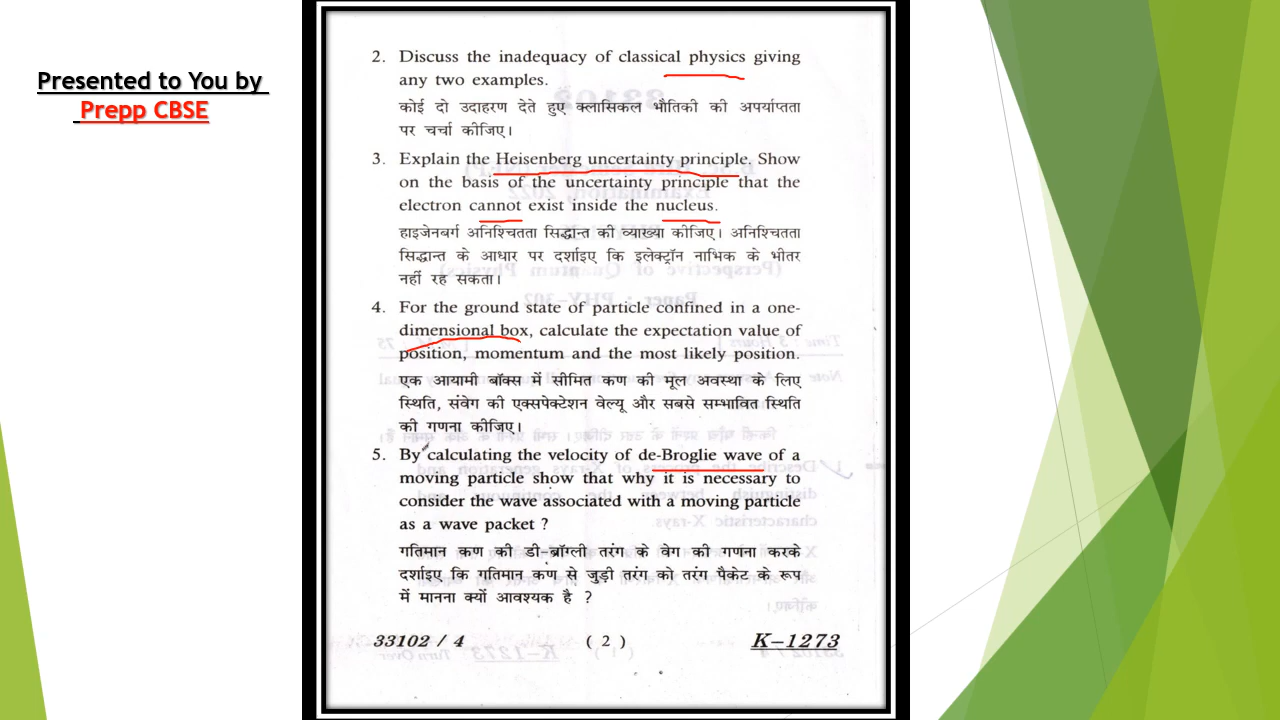 Presented to You by
Prepp CBSE
2. Discuss the inadequacy of classical physics giving
any two examples.
कोई दो उदाहरण देते हुए क्लासिकल भौतिकी की अपर्याप्तता
पर चर्चा कीजिए।
3. Explain the Heisenberg uncertainty principle. Show
on the basis of the uncertainty principle that the
electron cannot exist inside the nucleus.
हाइजेनबर्ग अनिश्चितता सिद्धान्त की व्याख्या कीजिए। अनिश्चितता
सिद्धान्त के आधार पर दर्शाइए कि इलेक्ट्रॉन नाभिक के भीतर
नहीं रह सकता।
4. For the ground state of particle confined in a one-
dimensional box, calculate the expectation value of
position, momentum and the most likely position.
एक आयामी बॉक्स में सीमित कण की मूल अवस्था के लिए
स्थिति, संवेग की एक्सपेक्टेशन वेल्यू और सबसे सम्भावित स्थिति
की गणना कीजिए।
5. By calculating the velocity of de-Broglie wave of a
moving particle show that why it is necessary to
consider the wave associated with a moving particle
as a wave packet ?
गतिमान कण की डी-ब्रॉग्ली तरंग के वेग की गणना करके
दर्शाइए कि गतिमान कण से जुड़ी तरंग को तरंग पैकेट के रूप
में मानना क्यों आवश्यक है ?
33102 / 4 ( 2 ) K–1273